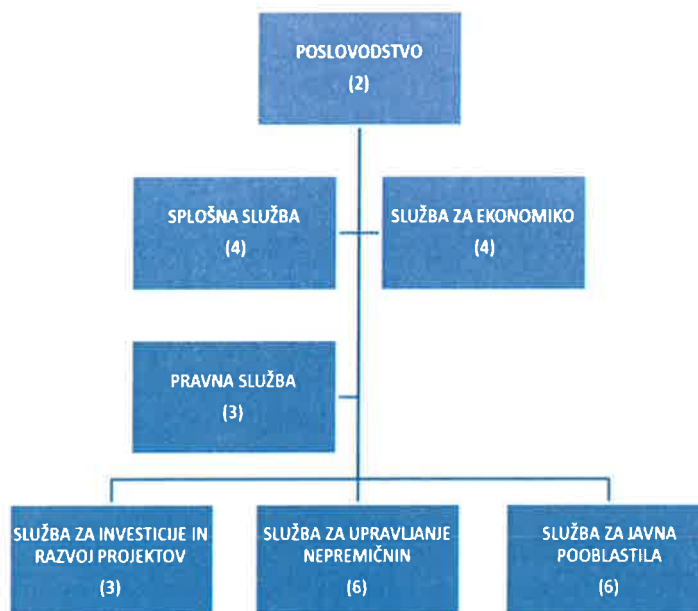 POSLOVODSTVO
(2)
SPLOŠNA SLUŽBA
(4)
SLUŽBA ZA EKONOMIKO
(4)
PRAVNA SLUŽBA
(3)
SLUŽBA ZA INVESTICIJE IN
RAZVOJ PROJEKTOV
(3)
SLUŽBA ZA UPRAVLJANJE
NEPREMIČNIN
(6)
SLUŽBA ZA JAVNA
POOBLASTILA
(6)